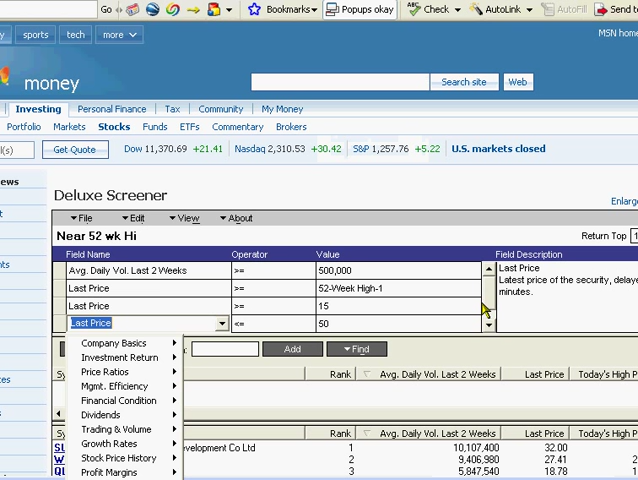 Go Bookmarks Popups okay Check AutoLink AutoFill Send to
sports tech more MSN home
money Search site Web
Investing Personal Finance Tax Community My Money
Portfolio Markets Stocks Funds ETFs Commentary Brokers
l(s) Get Quote Dow 11,370.69 +21.41 Nasdaq 2,310.53 +30.42 S&P 1,257.76 +5.22 U.S. markets closed
ews
Deluxe Screener
Enlarge
File Edit View About
Near 52 wk Hi Return Top 1
Field Name Operator Value Field Description
Avg. Daily Vol. Last 2 Weeks >= 500,000 Last Price
Latest price of the security, delaye
minutes.
Last Price >= 52-Week High-1
Last Price >= 15
Last Price <= 50
Company Basics Add Find
Investment Return
Price Ratios
Rank Avg. Daily Vol. Last 2 Weeks Last Price Today's High P
Mgmt. Efficiency
Financial Condition
Dividends
Trading & Volume
Rank Avg. Daily Vol. Last 2 Weeks Last Price Today's High
Growth Rates
evelopment Co Ltd 1 10,107,400 32.00
Stock Price History 2 9,406,980 27.41
Profit Margins 3 5,847,540 18.78